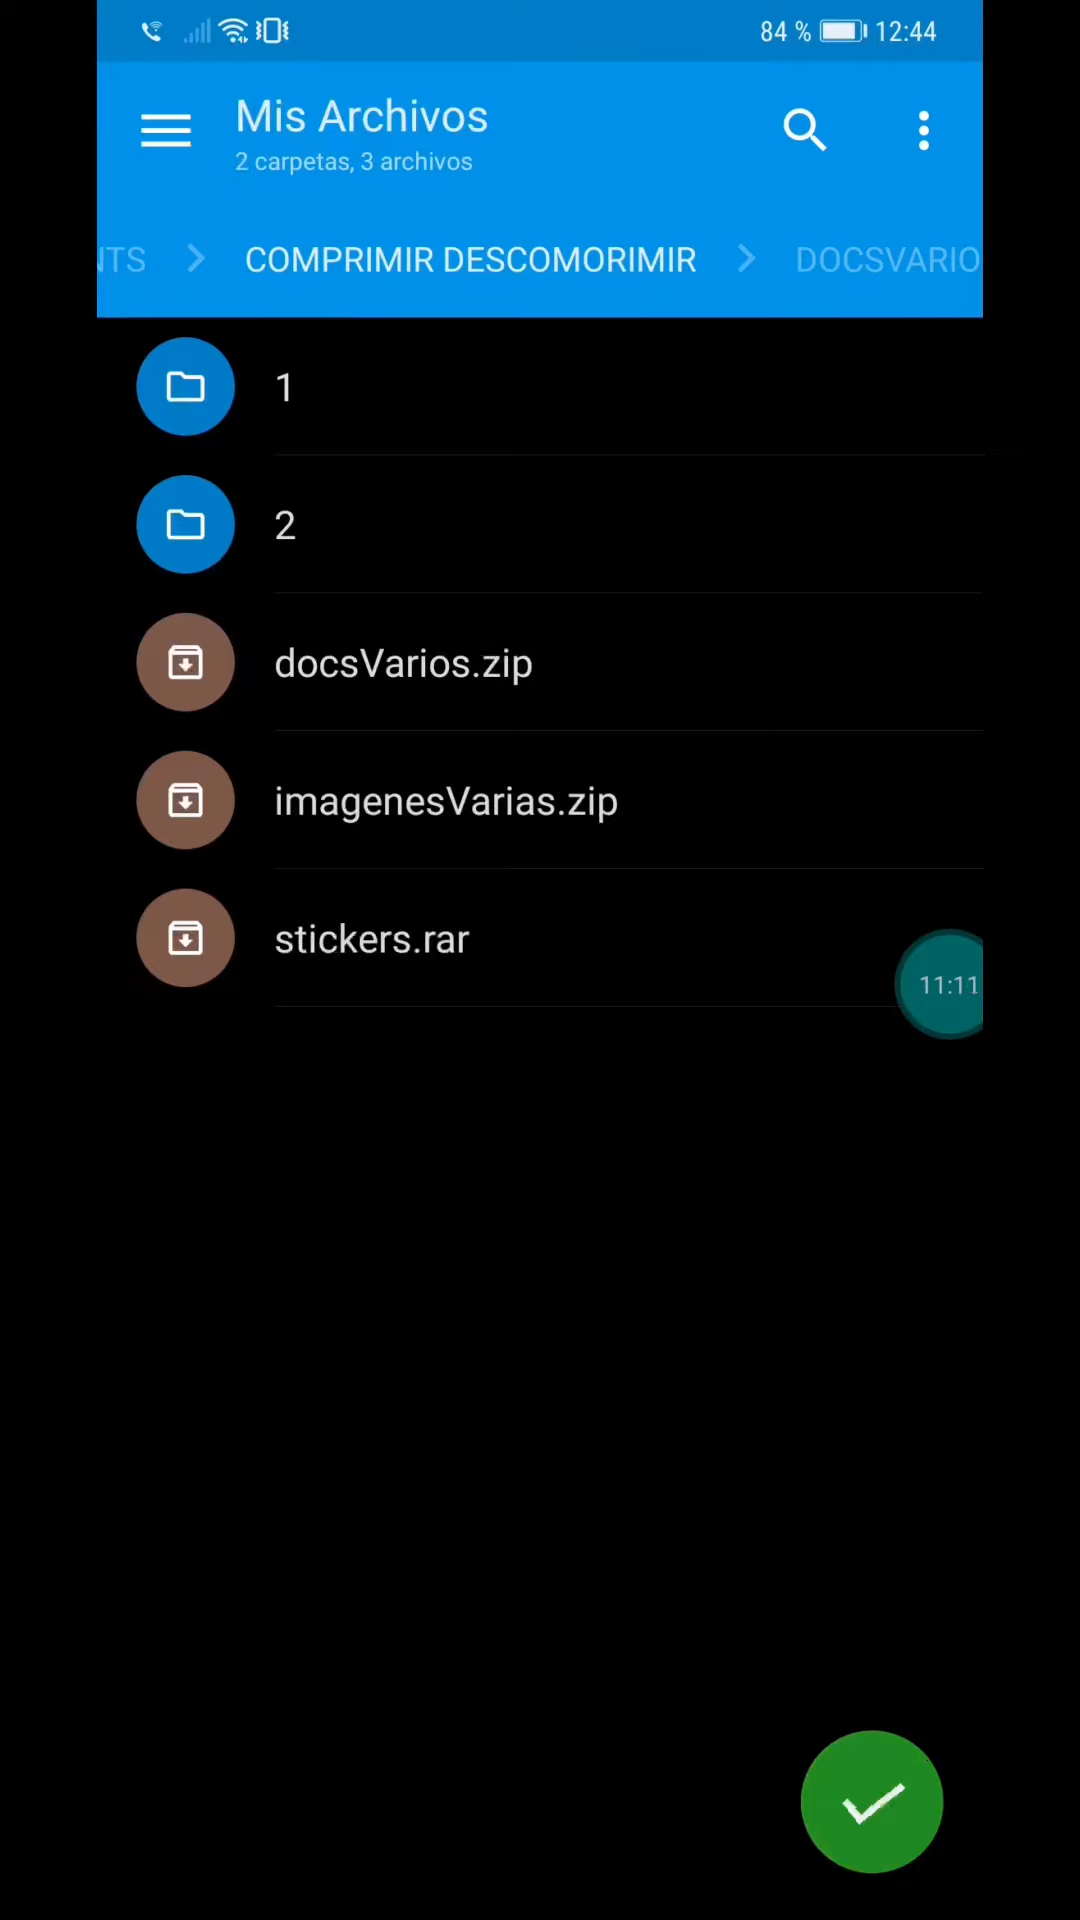 84 % 12:44
Mis Archivos
2 carpetas, 3 archivos
NTS > COMPRIMIR DESCOMORIMIR > DOCSVARIO
1
2
docsVarios.zip
imagenesVarias.zip
stickers.rar
11:11